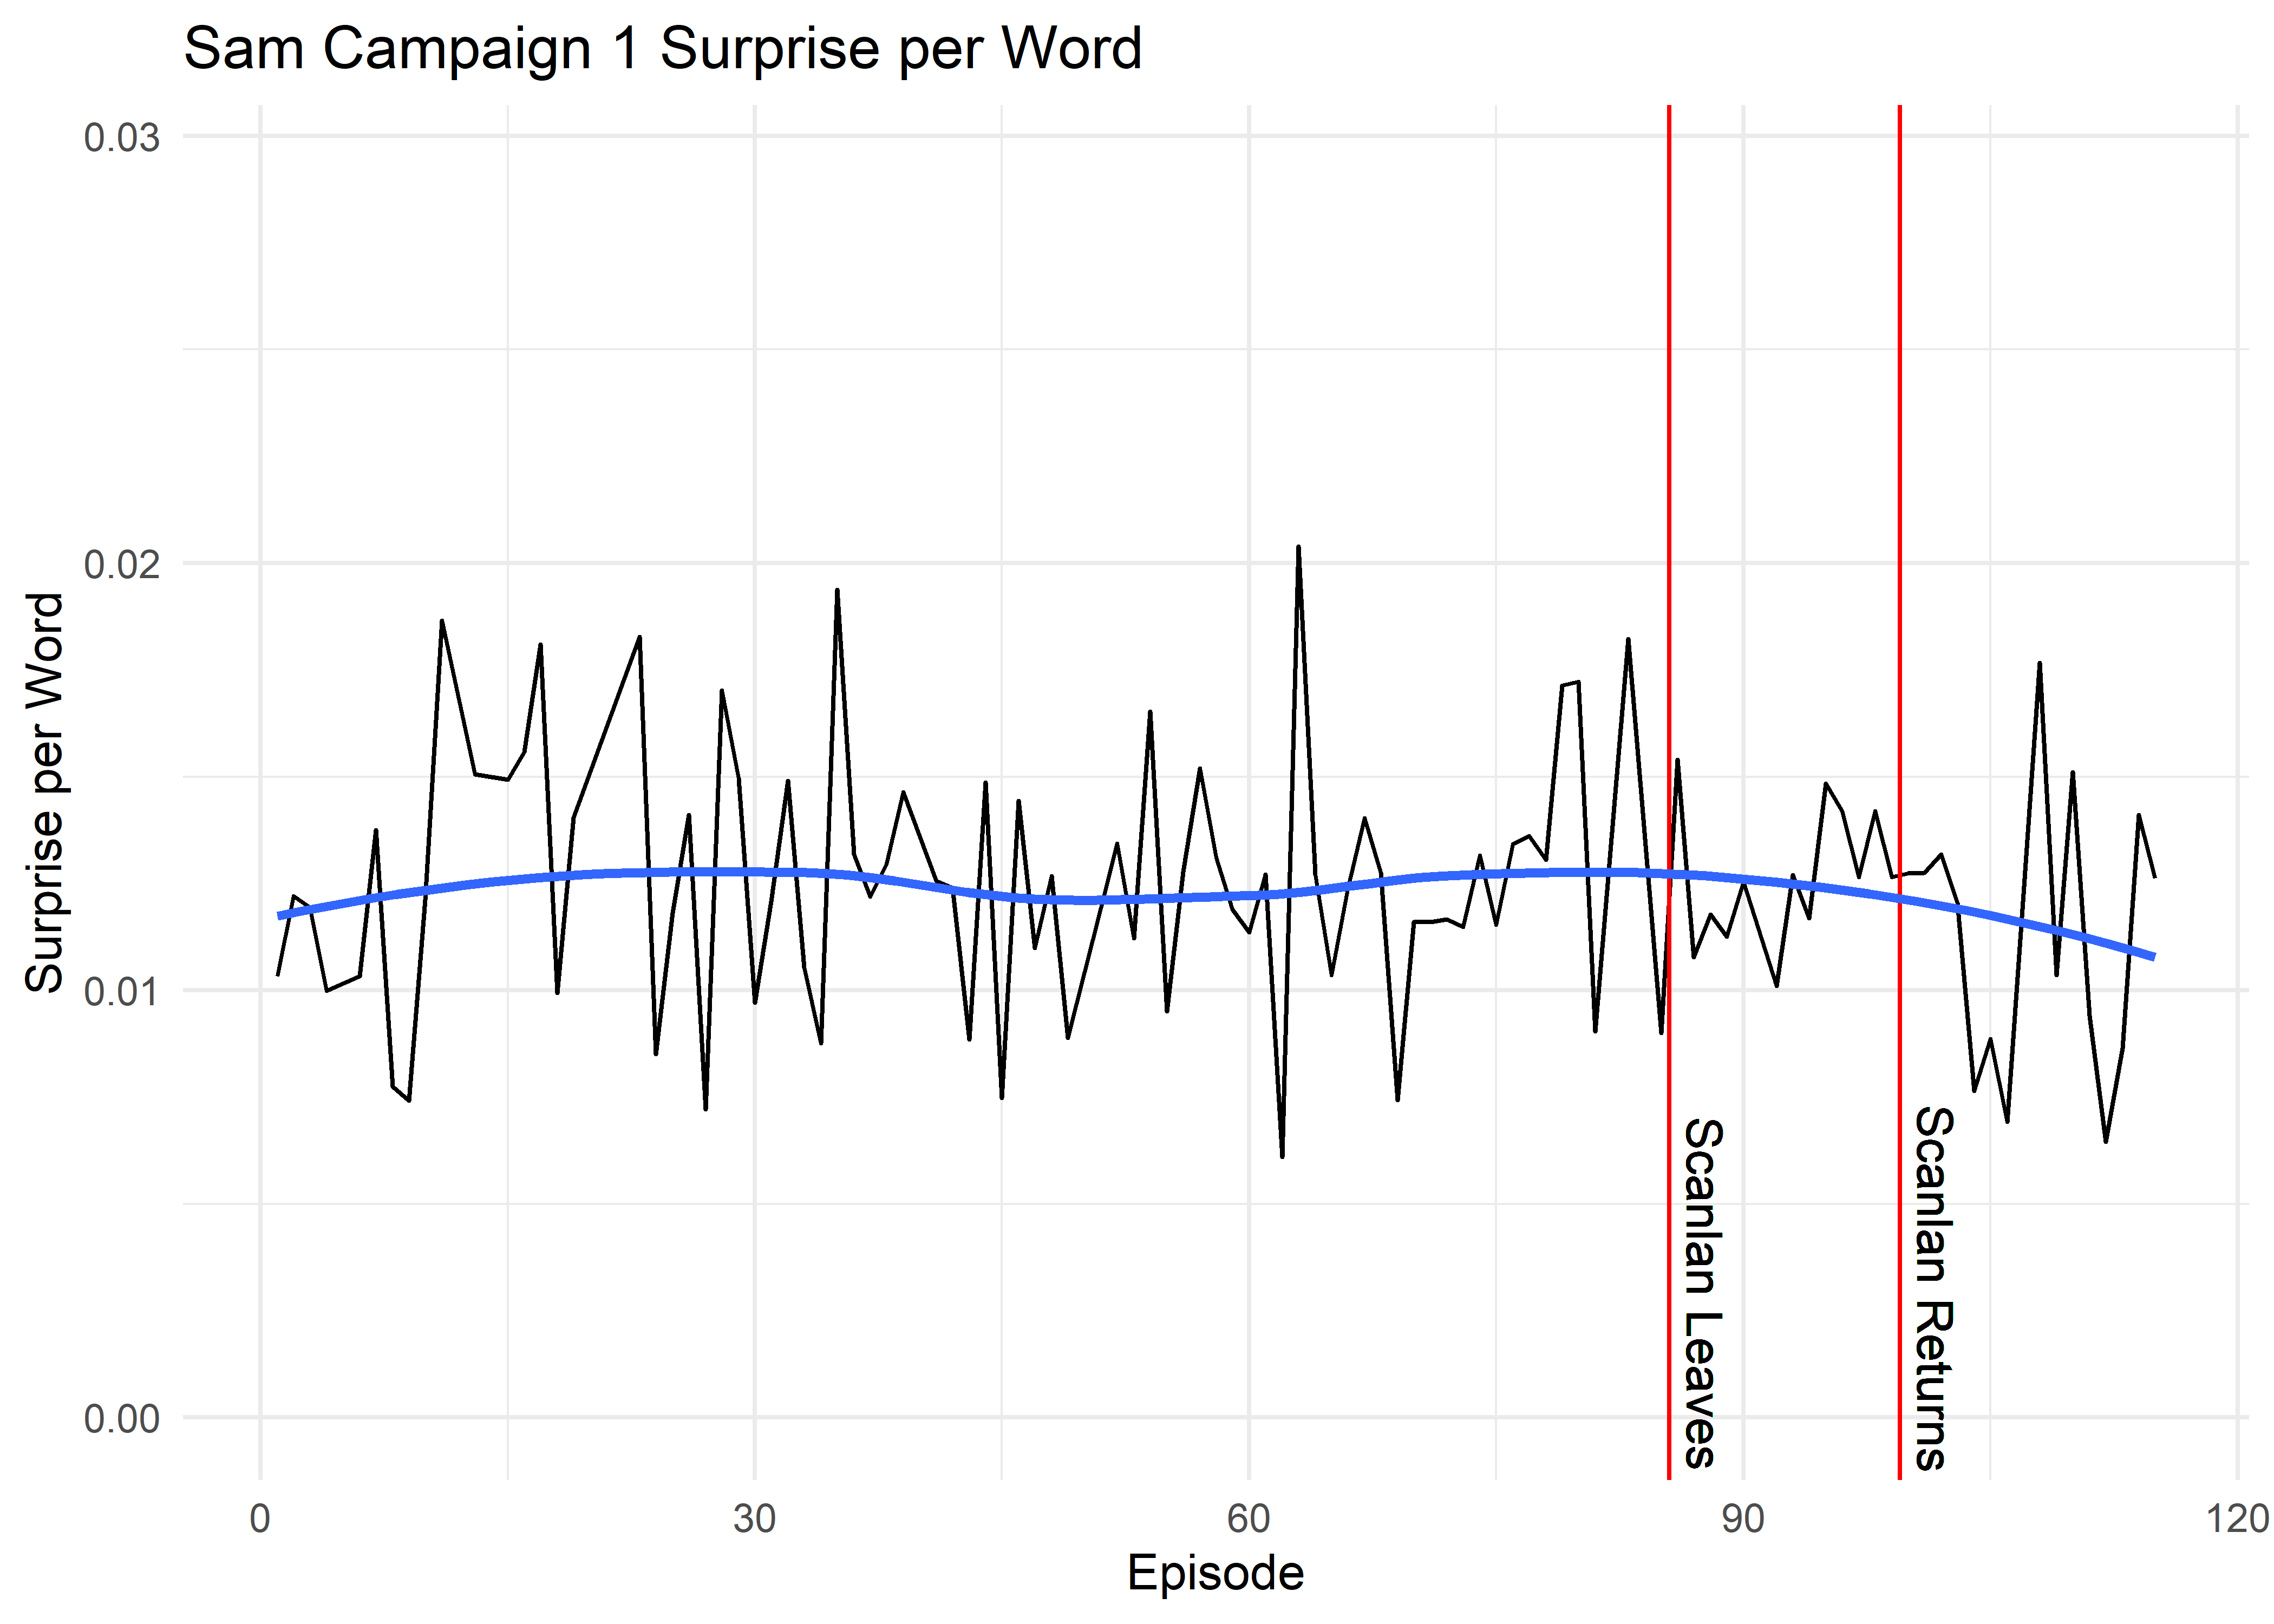 Sam Campaign 1 Surprise per Word
Surprise per Word
0.03
0.02
0.01
0.00
Scanlan Leaves
Scanlan Returns
0
30
60
90
120
Episode